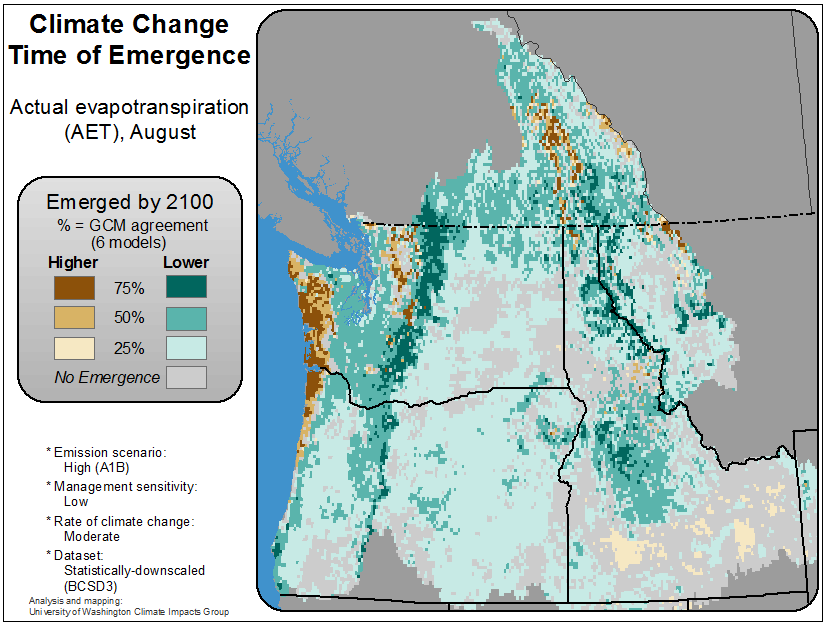 Climate Change
Time of Emergence
Actual evapotranspiration
(AET), August
Emerged by 2100
% = GCM agreement
(6 models)
Higher Lower
75%
50%
25%
No Emergence
* Emission scenario:
High (A1B)
* Management sensitivity:
Low
* Rate of climate change:
Moderate
* Dataset:
Statistically-downscaled
(BCSD3)
Analysis and mapping:
University of Washington Climate Impacts Group